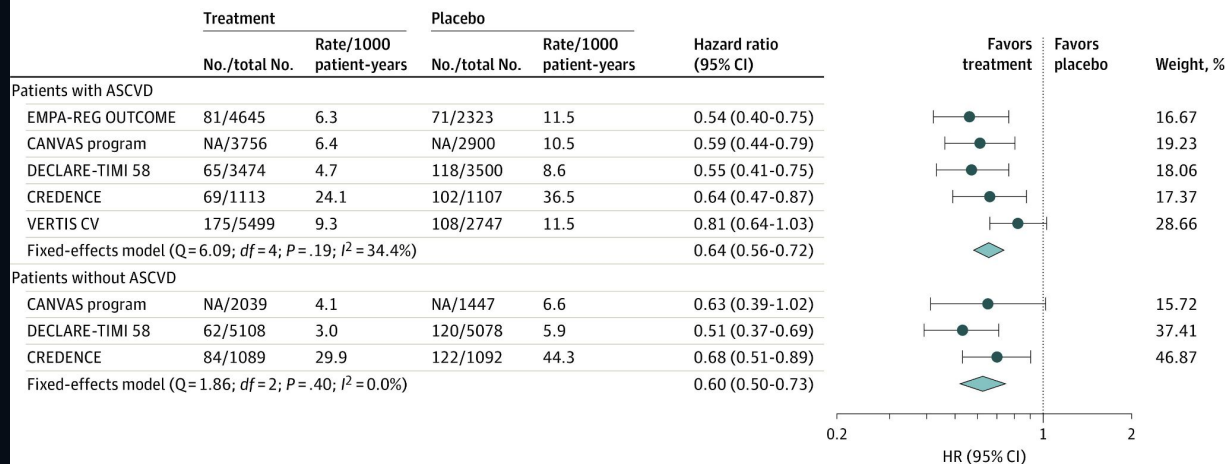 Treatment Placebo
No./total No. Rate/1000 patient-years No./total No. Rate/1000 patient-years Hazard ratio (95% CI) Favors treatment Favors placebo Weight, %
Patients with ASCVD
EMPA-REG OUTCOME 81/4645 6.3 71/2323 11.5 0.54 (0.40-0.75) 16.67
CANVAS program NA/3756 6.4 NA/2900 10.5 0.59 (0.44-0.79) 19.23
DECLARE-TIMI 58 65/3474 4.7 118/3500 8.6 0.55 (0.41-0.75) 18.06
CREDENCE 69/1113 24.1 102/1107 36.5 0.64 (0.47-0.87) 17.37
VERTIS CV 175/5499 9.3 108/2747 11.5 0.81 (0.64-1.03) 28.66
Fixed-effects model (Q=6.09; df=4; P=.19; I²=34.4%) 0.64 (0.56-0.72)
Patients without ASCVD
CANVAS program NA/2039 4.1 NA/1447 6.6 0.63 (0.39-1.02) 15.72
DECLARE-TIMI 58 62/5108 3.0 120/5078 5.9 0.51 (0.37-0.69) 37.41
CREDENCE 84/1089 29.9 122/1092 44.3 0.68 (0.51-0.89) 46.87
Fixed-effects model (Q=1.86; df=2; P=.40; I²=0.0%) 0.60 (0.50-0.73)
0.2 1 2
HR (95% CI)